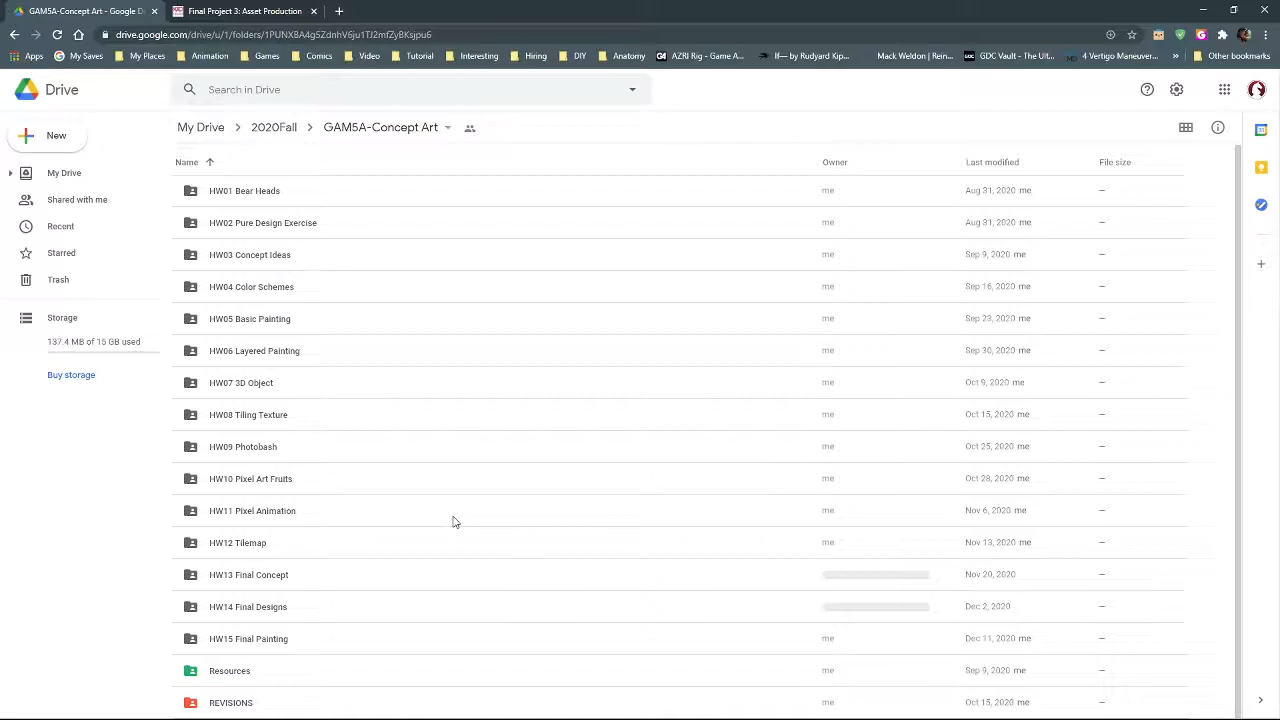 GAM5A-Concept Art - Google D
Final Project 3: Asset Production
drive.google.com/drive/u/1/folders/1PUNX8A4g5ZdnhV6ju1TJ2mfZyBKsjpu5
Apps My Saves My Places Animation Games Comics Video Tutorial Interesting House DIY Anatomy AZRI Rig - Game A... If— by Rudyard Kip... Mack Weldon | Reor... GDC Vault - The Ult... 4 Vertigo Maneuver... » Other bookmarks
Drive
Search in Drive
New
My Drive
Shared with me
Recent
Starred
Trash
Storage
137.4 MB of 15 GB used
Buy storage
My Drive > 2020Fall > GAM5A-Concept Art
Name Owner Last modified File size
HW01 Bear Heads me Aug 31, 2020 me —
HW02 Pure Design Exercise me Aug 31, 2020 me —
HW03 Concept Ideas me Sep 9, 2020 me —
HW04 Color Schemes me Sep 16, 2020 me —
HW05 Basic Painting me Sep 23, 2020 me —
HW06 Layered Painting me Sep 30, 2020 me —
HW07 3D Object me Oct 9, 2020 me —
HW08 Tiling Texture me Oct 15, 2020 me —
HW09 Photobash me Oct 25, 2020 me —
HW10 Pixel Art Fruits me Oct 28, 2020 me —
HW11 Pixel Animation me Nov 6, 2020 me —
HW12 Tilemap me Nov 13, 2020 me —
HW13 Final Concept Nov 20, 2020 —
HW14 Final Designs Dec 2, 2020 —
HW15 Final Painting me Dec 11, 2020 me —
Resources me Sep 9, 2020 me —
REVISIONS me Oct 15, 2020 me —